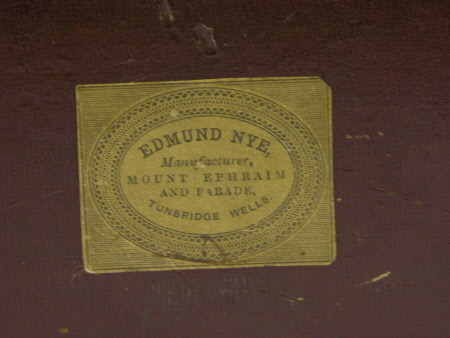 EDMUND NYE,
Manufacturer,
MOUNT EPHRAIM
AND PARADE,
TUNBRIDGE WELLS.